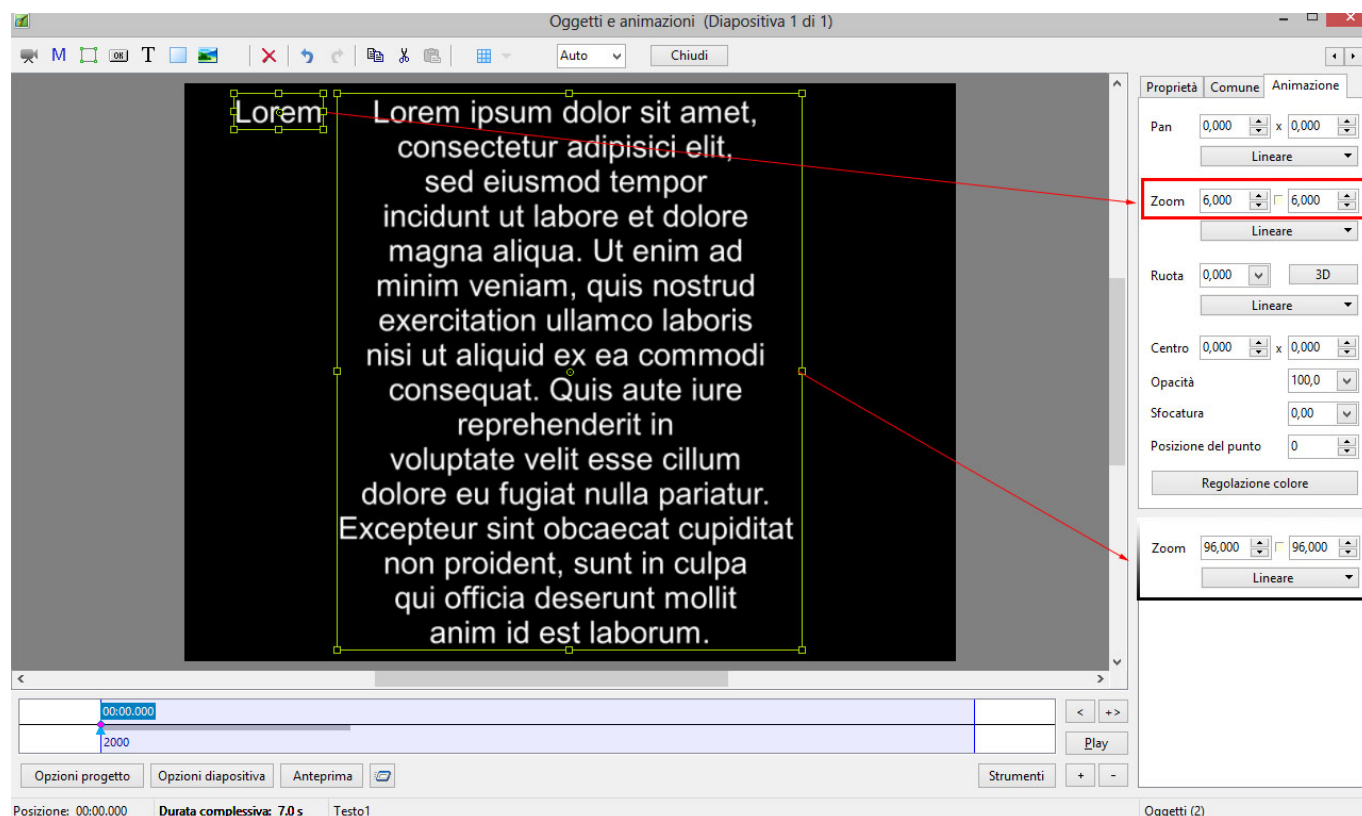 Oggetti e animazioni (Diapositiva 1 di 1)
M OK T Auto Chiudi
Proprietà Comune Animazione
Pan 0,000 x 0,000
Lineare
Zoom 6,000 6,000
Lineare
Ruota 0,000 3D
Lineare
Centro 0,000 x 0,000
Opacità 100,0
Sfocatura 0,00
Posizione del punto 0
Regolazione colore
Zoom 96,000 96,000
Lineare
Lorem
Lorem ipsum dolor sit amet,
consectetur adipisici elit,
sed eiusmod tempor
incidunt ut labore et dolore
magna aliqua. Ut enim ad
minim veniam, quis nostrud
exercitation ullamco laboris
nisi ut aliquid ex ea commodi
consequat. Quis aute iure
reprehenderit in
voluptate velit esse cillum
dolore eu fugiat nulla pariatur.
Excepteur sint obcaecat cupiditat
non proident, sunt in culpa
qui officia deserunt mollit
anim id est laborum.
00:00.000
2000
< +>
Play
Opzioni progetto Opzioni diapositiva Anteprima Strumenti + -
Posizione: 00:00.000 Durata complessiva: 7.0 s Testo1 Oggetti (2)